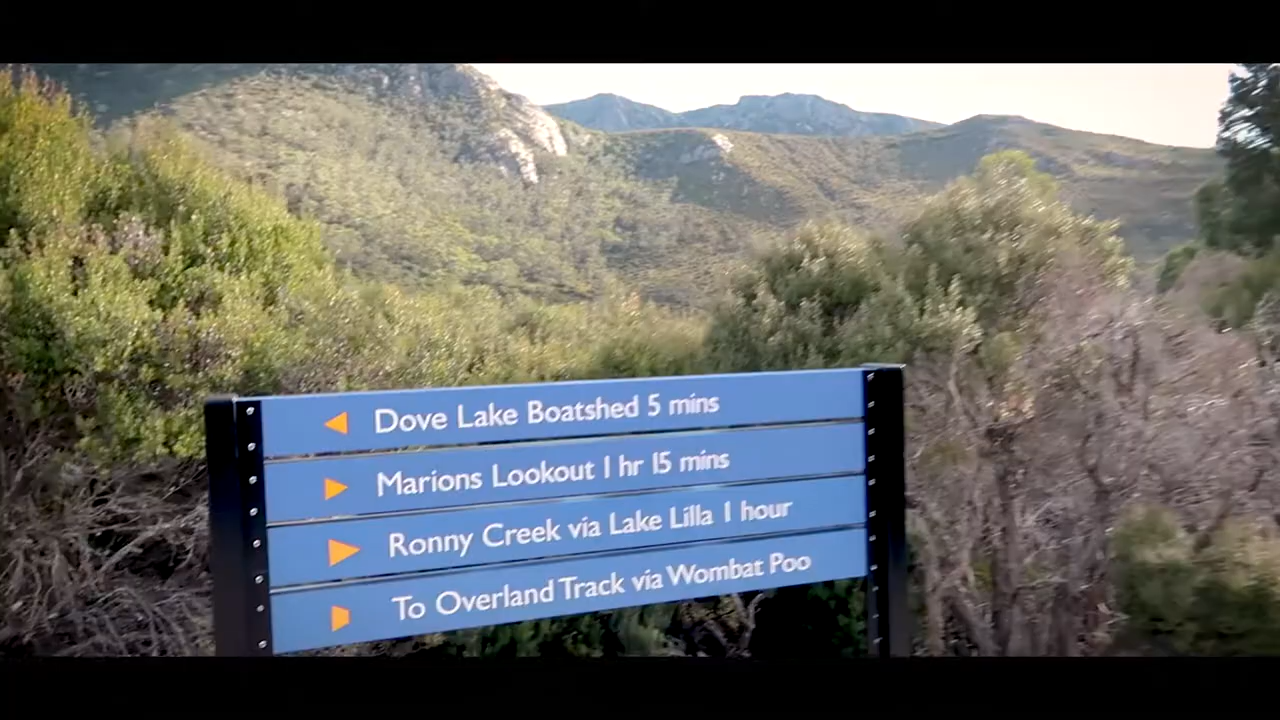 Dove Lake Boatshed 5 mins
Marions Lookout 1 hr 15 mins
Ronny Creek via Lake Lilla 1 hour
To Overland Track via Wombat Poo